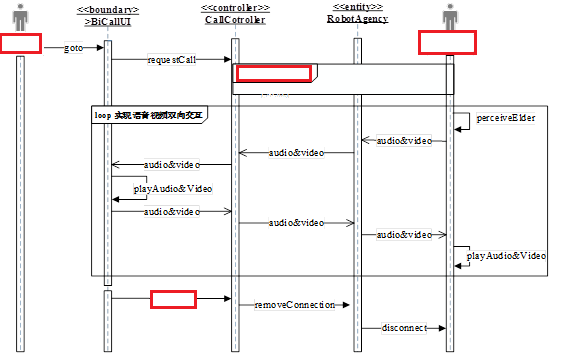 <<boundary>
>BiCallUI
<<controller>>
CallCotroller
<<entity>>
RobotAgency
goto
requestCall
loop 实现语音视频双向交互
perceiveElder
audio&video
audio&video
audio&video
playAudio&Video
audio&video
audio&video
audio&video
playAudio&Video
removeConnection
disconnect